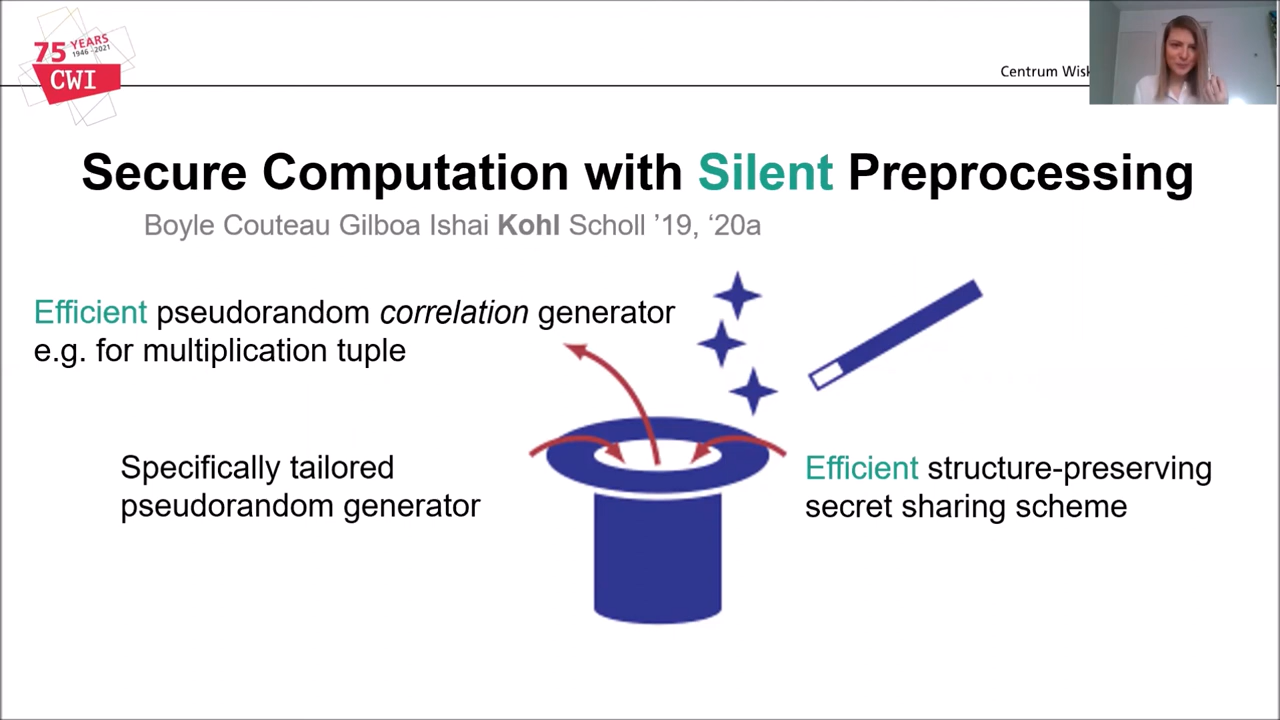 75 YEARS
1946 - 2021
CWI
Centrum Wisk
Secure Computation with Silent Preprocessing
Boyle Couteau Gilboa Ishai Kohl Scholl ’19, ‘20a
Efficient pseudorandom correlation generator
e.g. for multiplication tuple
Specifically tailored
pseudorandom generator
Efficient structure-preserving
secret sharing scheme